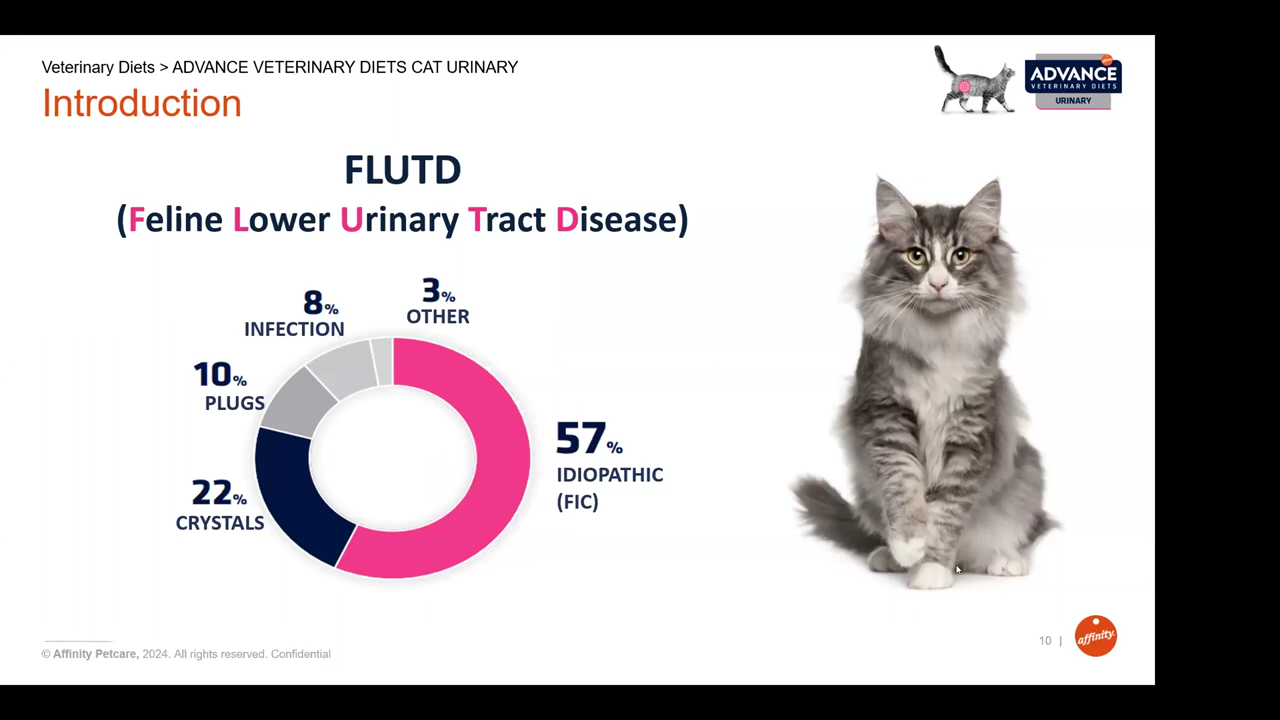 Veterinary Diets > ADVANCE VETERINARY DIETS CAT URINARY
Introduction
ADVANCE
VETERINARY DIETS
URINARY
FLUTD
(Feline Lower Urinary Tract Disease)
3%
OTHER
8%
INFECTION
10%
PLUGS
57%
IDIOPATHIC
(FIC)
22%
CRYSTALS
© Affinity Petcare, 2024. All rights reserved. Confidential
10 |
affinity